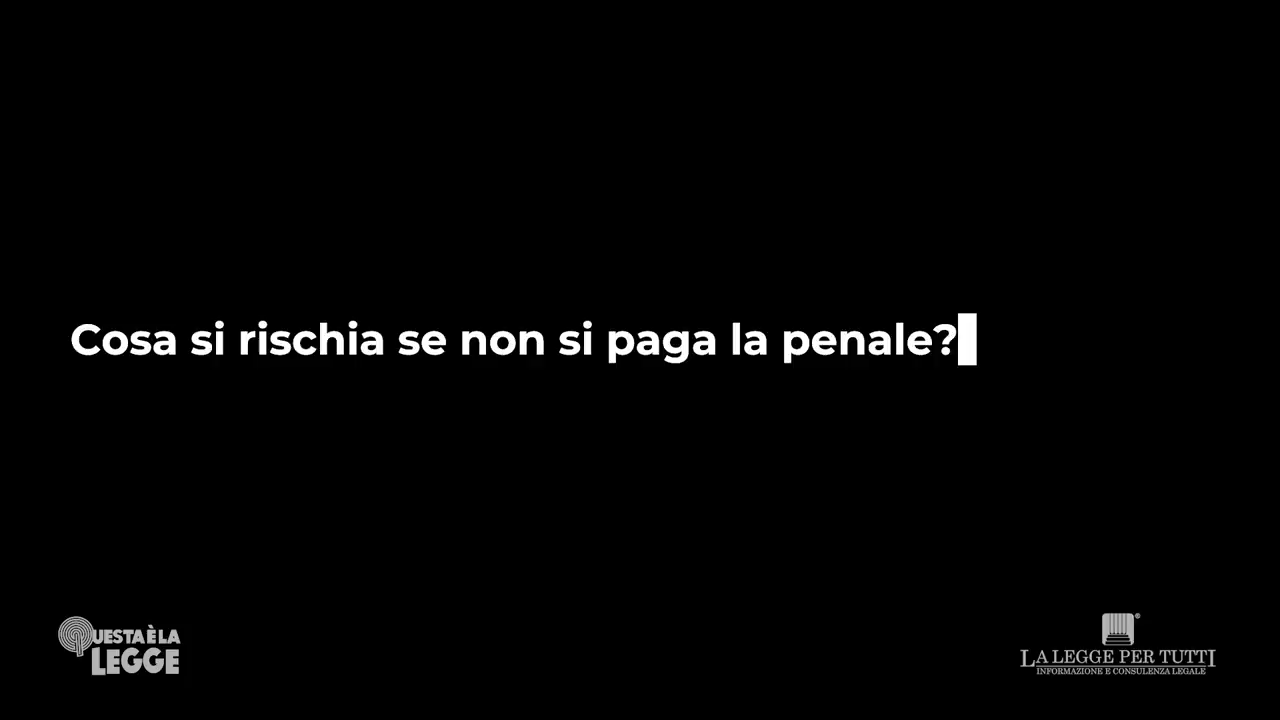 Cosa si rischia se non si paga la penale?
QUESTA È LA
LEGGE
LA LEGGE PER TUTTI
INFORMAZIONE E CONSULENZA LEGALE